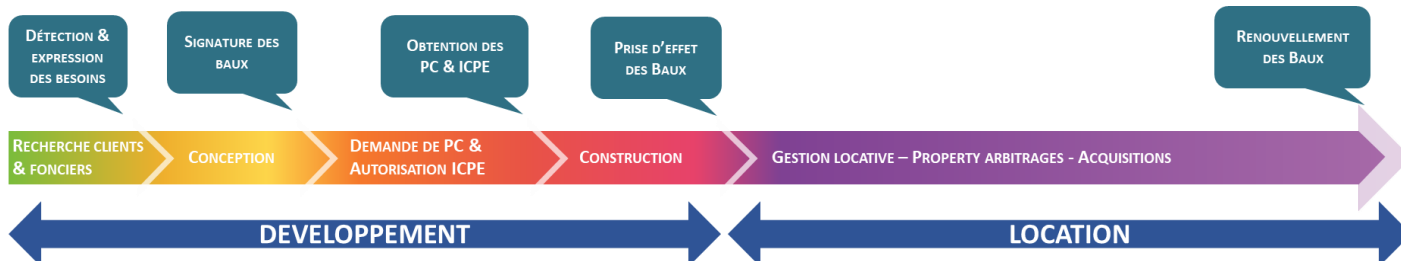 DÉTECTION &
EXPRESSION
DES BESOINS
SIGNATURE DES
BAUX
OBTENTION DES
PC & ICPE
PRISE D'EFFET
DES BAUX
RENOUVELLEMENT
DES BAUX
RECHERCHE CLIENTS
& FONCIERS
CONCEPTION
DEMANDE DE PC &
AUTORISATION ICPE
CONSTRUCTION
GESTION LOCATIVE – PROPERTY ARBITRAGES - ACQUISITIONS
DEVELOPPEMENT
LOCATION